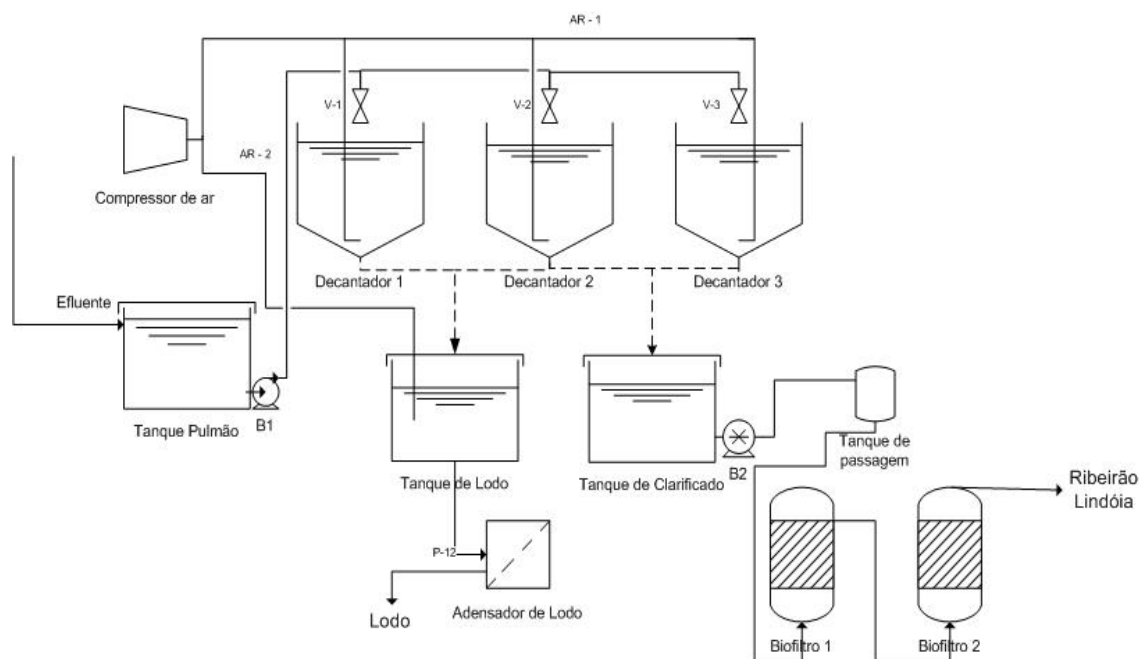 AR - 1
V-1
V-2
V-3
AR - 2
Compressor de ar
Decantador 1
Decantador 2
Decantador 3
Efluente
Tanque Pulmão
B1
Tanque de Lodo
Tanque de Clarificado
B2
Tanque de
passagem
Ribeirão
Lindóia
P-12
Lodo
Adensador de Lodo
Biofiltro 1
Biofiltro 2